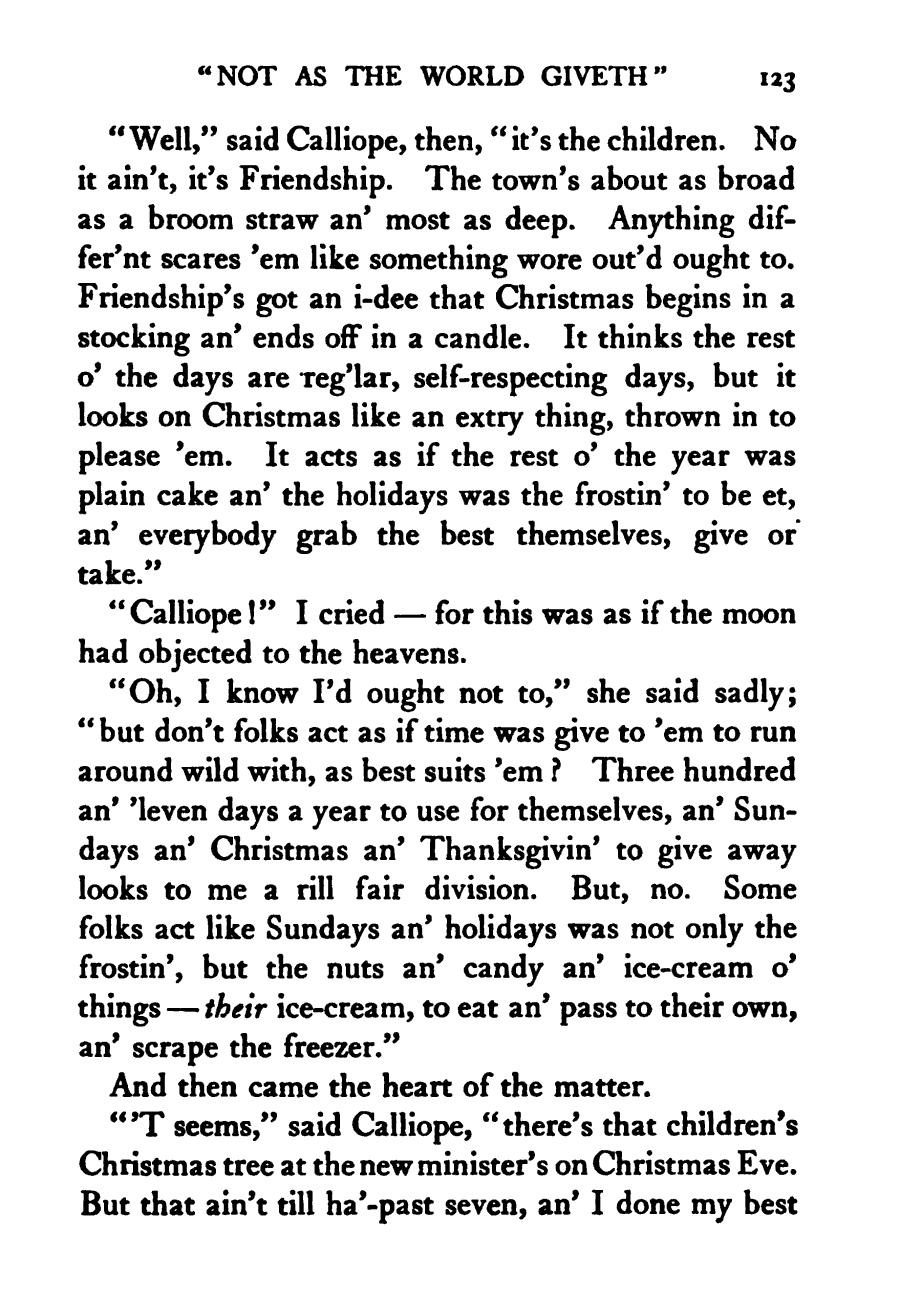 "NOT AS THE WORLD GIVETH" 123
"Well," said Calliope, then, "it's the children. No
it ain't, it's Friendship. The town's about as broad
as a broom straw an' most as deep. Anything dif-
fer'nt scares 'em like something wore out'd ought to.
Friendship's got an i-dee that Christmas begins in a
stocking an' ends off in a candle. It thinks the rest
o' the days are reg'lar, self-respecting days, but it
looks on Christmas like an extry thing, thrown in to
please 'em. It acts as if the rest o' the year was
plain cake an' the holidays was the frostin' to be et,
an' everybody grab the best themselves, give or
take."
"Calliope!" I cried — for this was as if the moon
had objected to the heavens.
"Oh, I know I'd ought not to," she said sadly;
"but don't folks act as if time was give to 'em to run
around wild with, as best suits 'em? Three hundred
an' 'leven days a year to use for themselves, an' Sun-
days an' Christmas an' Thanksgivin' to give away
looks to me a rill fair division. But, no. Some
folks act like Sundays an' holidays was not only the
frostin', but the nuts an' candy an' ice-cream o'
things — their ice-cream, to eat an' pass to their own,
an' scrape the freezer."
And then came the heart of the matter.
"'T seems," said Calliope, "there's that children's
Christmas tree at the new minister's on Christmas Eve.
But that ain't till ha'-past seven, an' I done my best